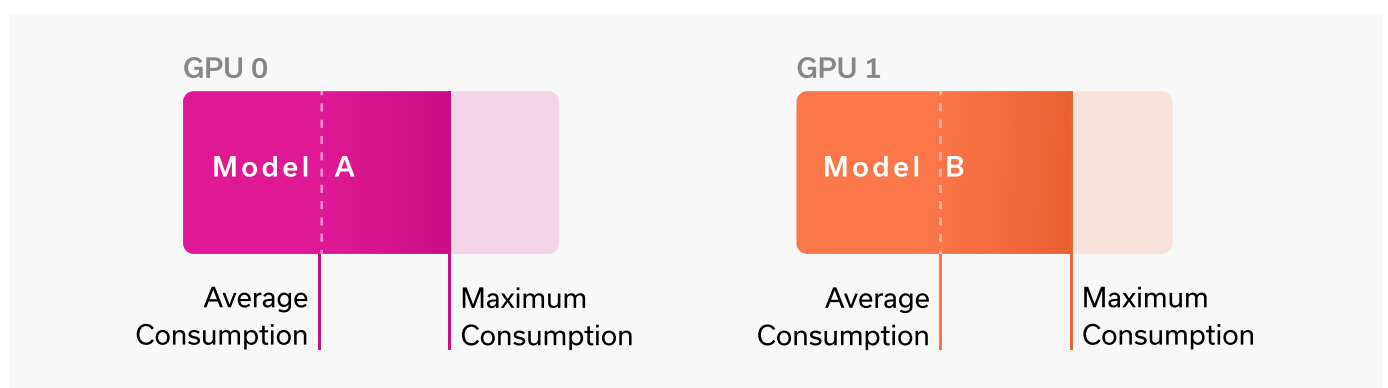 GPU 0
Model A
Average
Consumption
Maximum
Consumption
GPU 1
Model B
Average
Consumption
Maximum
Consumption